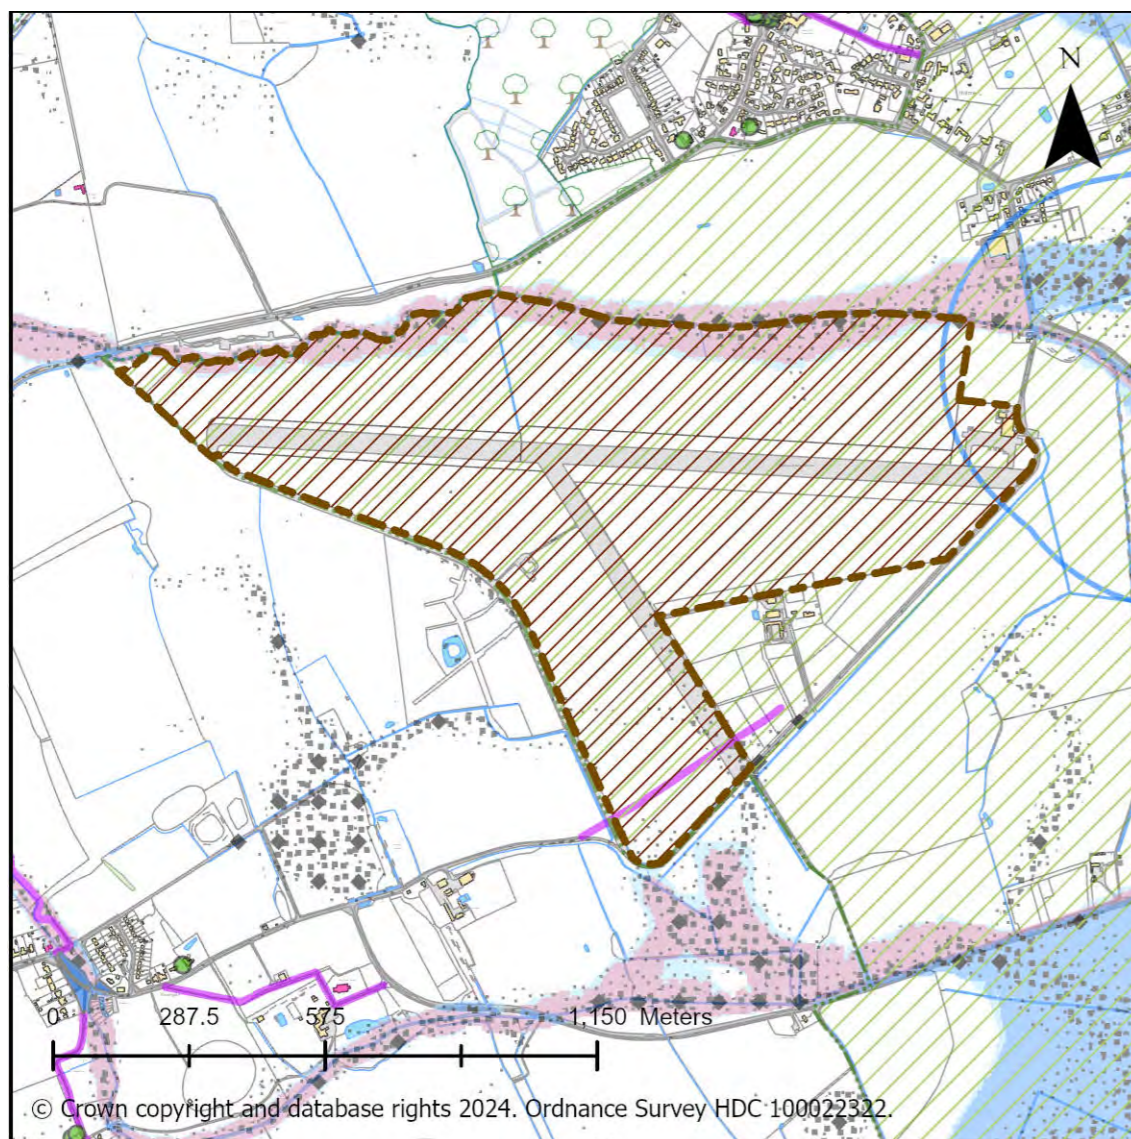 N
0 287.5 575 1,150 Meters
© Crown copyright and database rights 2024. Ordnance Survey HDC 100022322.